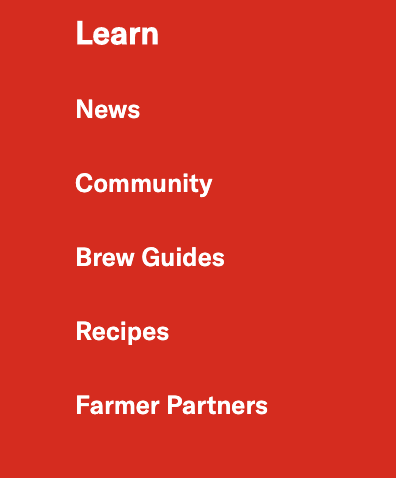 Learn
News
Community
Brew Guides
Recipes
Farmer Partners